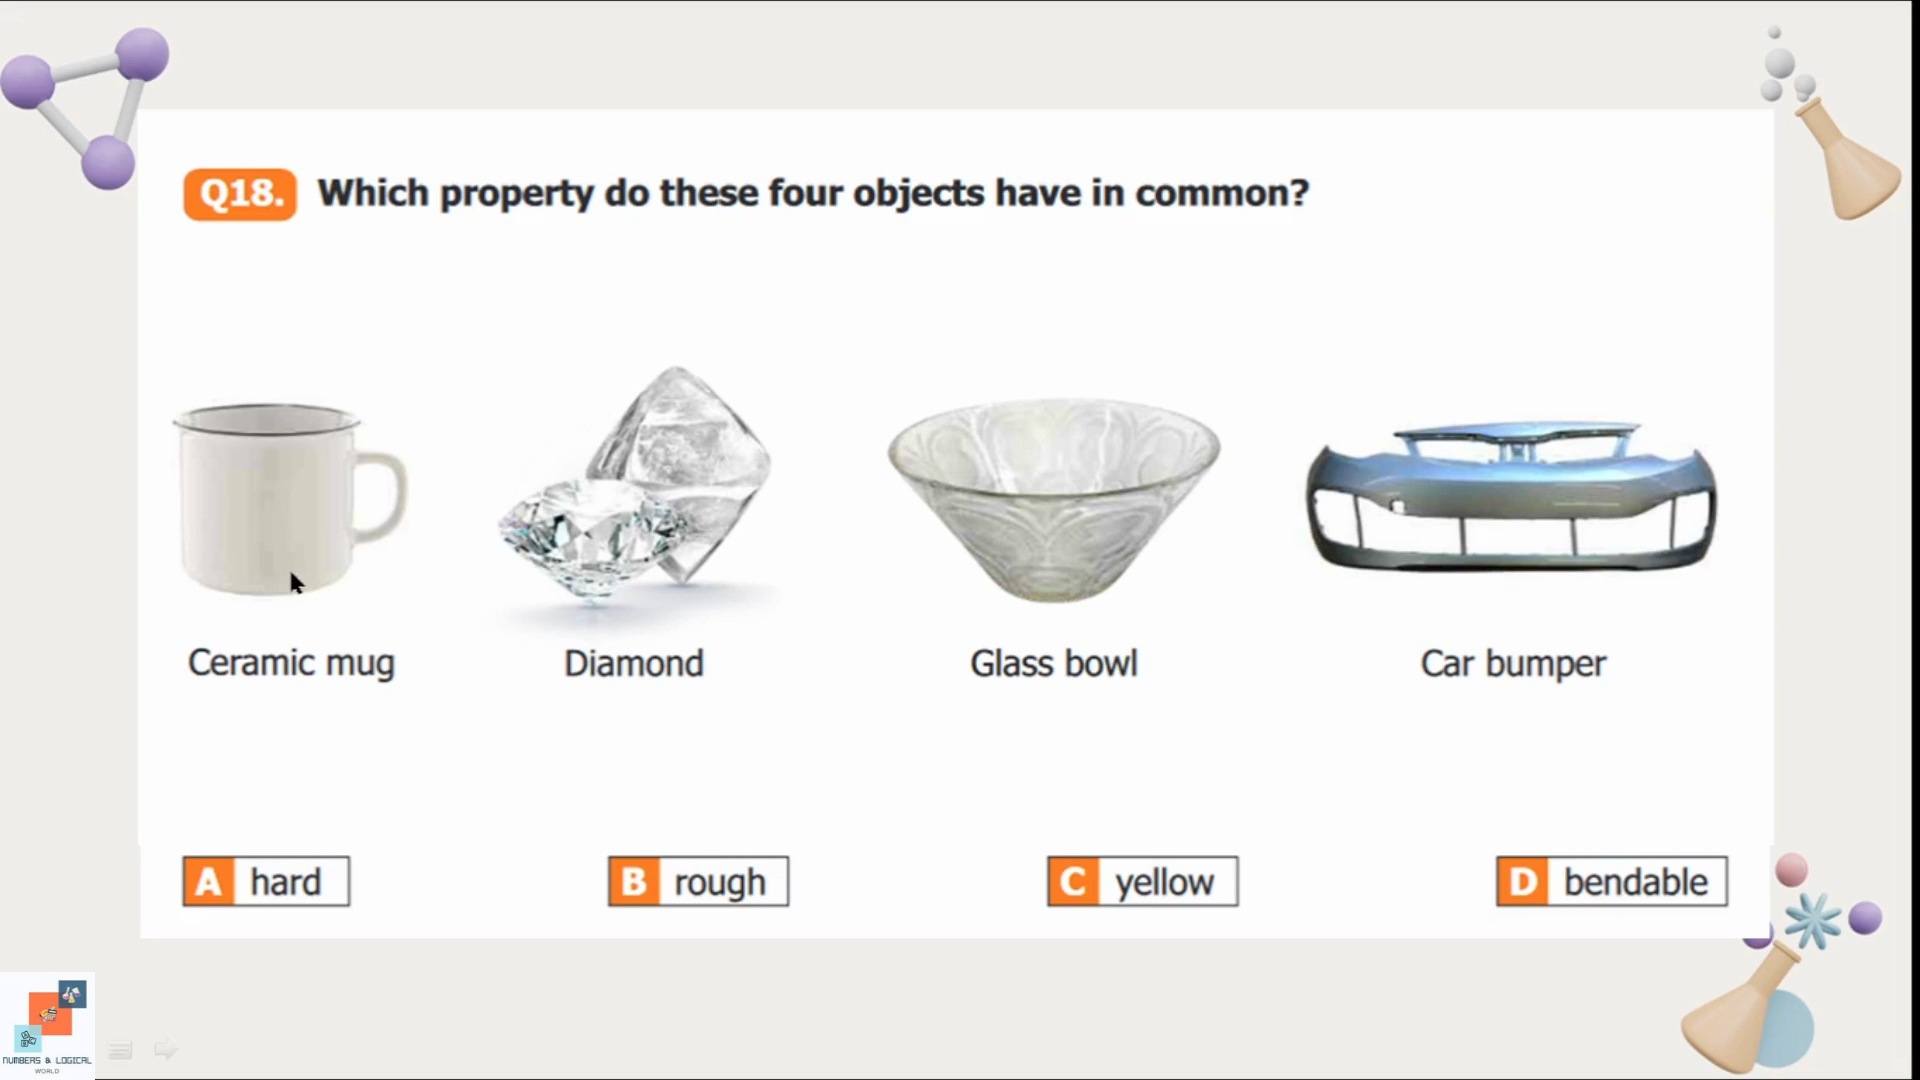 Q18. Which property do these four objects have in common?
Ceramic mug
Diamond
Glass bowl
Car bumper
A hard
B rough
C yellow
D bendable
NUMBERS & LOGICAL
WORLD